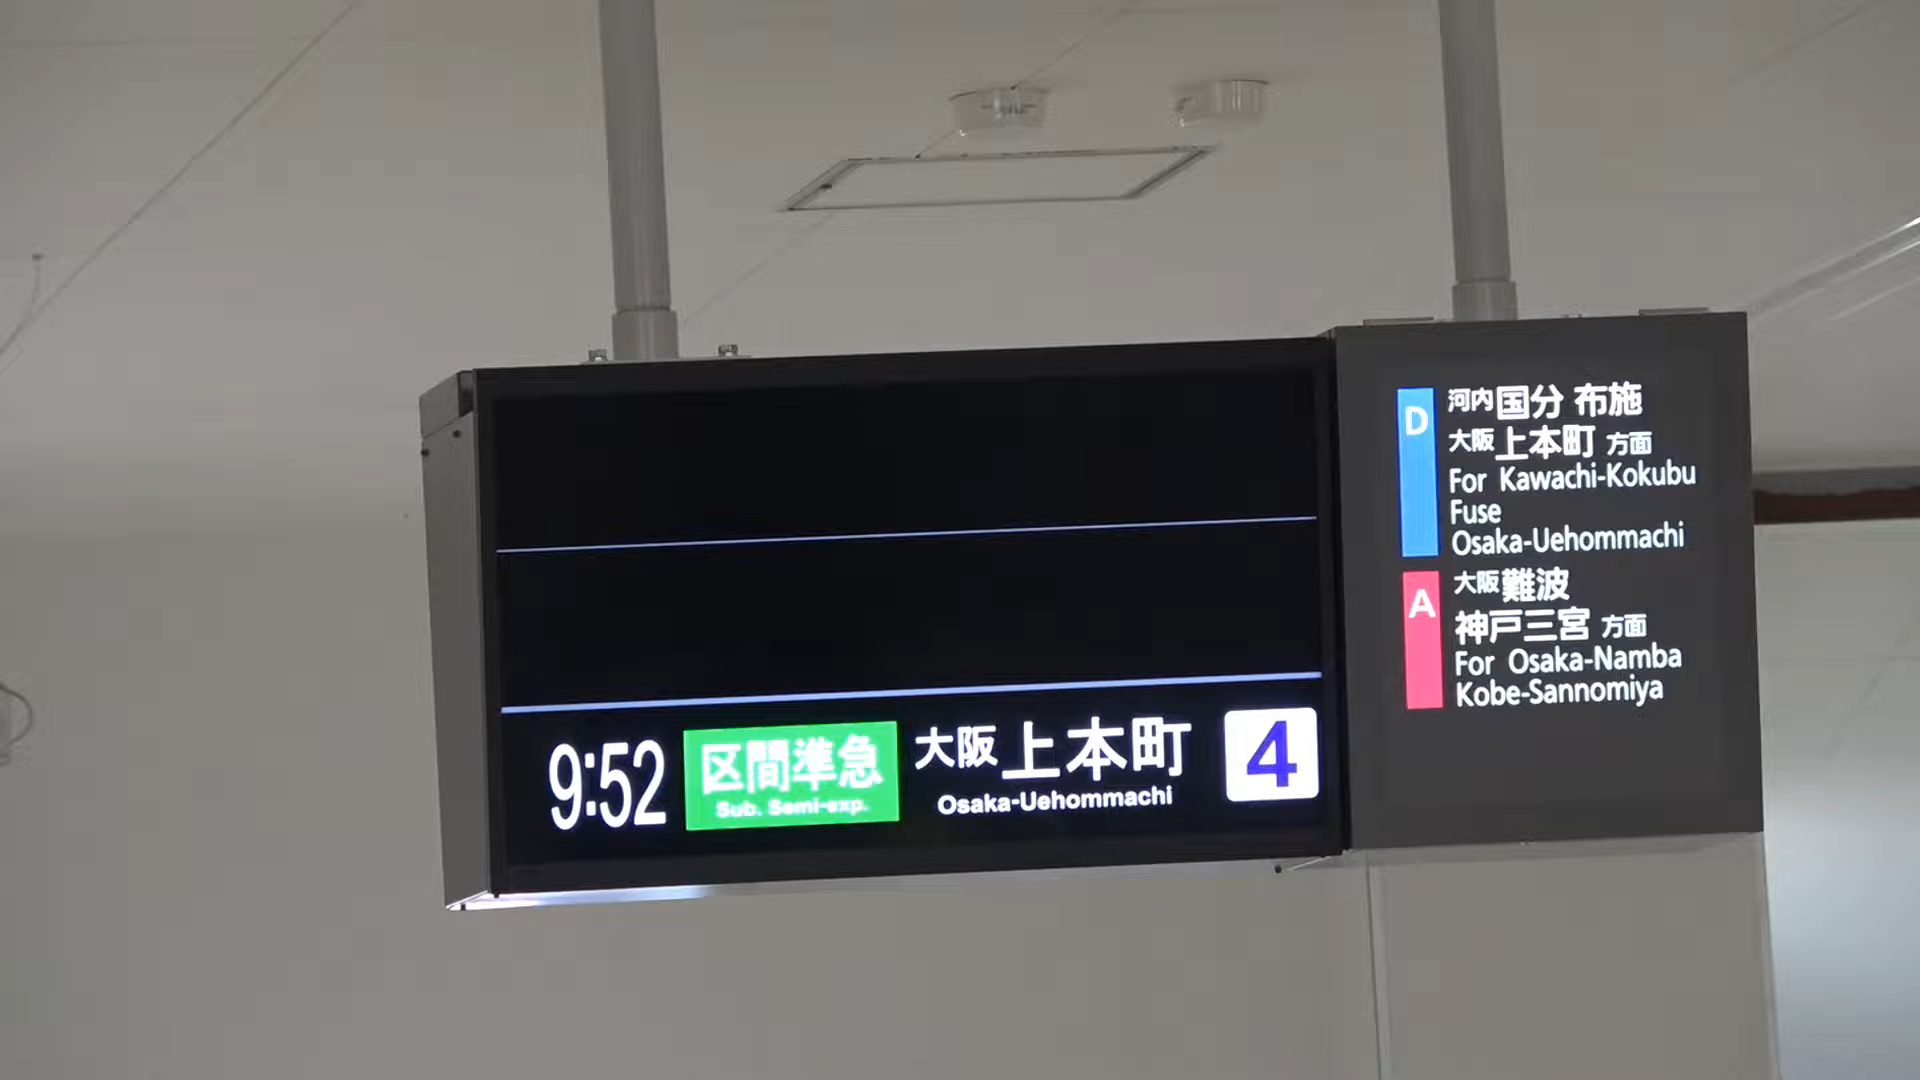 9:52 区間準急 大阪上本町 4
Sub. Semi-exp. Osaka-Uehommachi
D 河内国分 布施
大阪上本町 方面
For Kawachi-Kokubu
Fuse
Osaka-Uehommachi
A 大阪難波
神戸三宮 方面
For Osaka-Namba
Kobe-Sannomiya